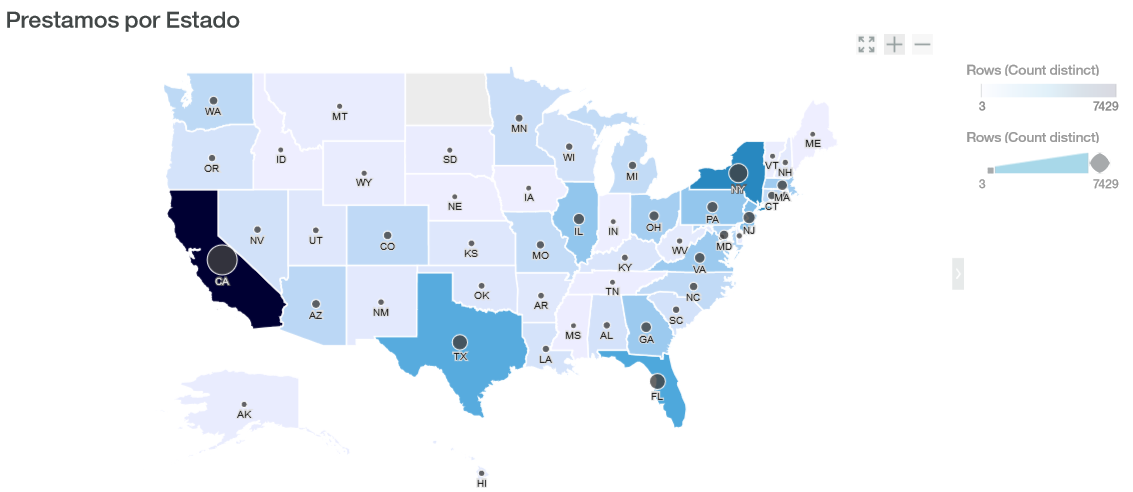 Prestamos por Estado
Rows (Count distinct)
3 7429
Rows (Count distinct)
3 7429
WA
MT
ME
MN
VT
NH
OR
ID
SD
WI
MI
NY
WY
IA
MA
NE
CT
PA
IL
IN
OH
NJ
NV
UT
CO
KS
MO
WV
MD
KY
VA
CA
OK
TN
NC
AZ
NM
AR
SC
MS
AL
GA
TX
LA
FL
AK
HI